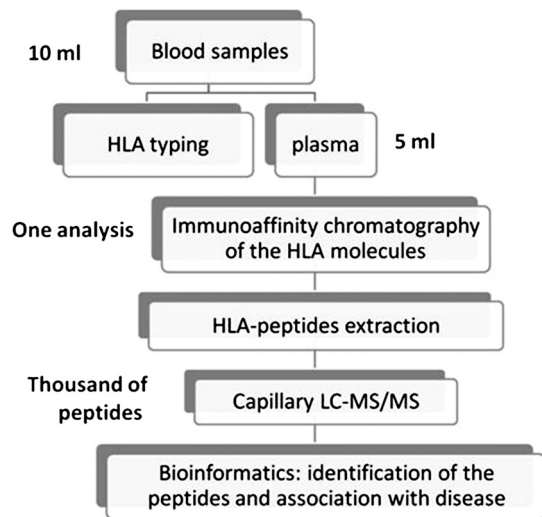 10 ml
Blood samples
HLA typing
plasma
5 ml
One analysis
Immunoaffinity chromatography
of the HLA molecules
HLA-peptides extraction
Thousand of
peptides
Capillary LC-MS/MS
Bioinformatics: identification of the
peptides and association with disease